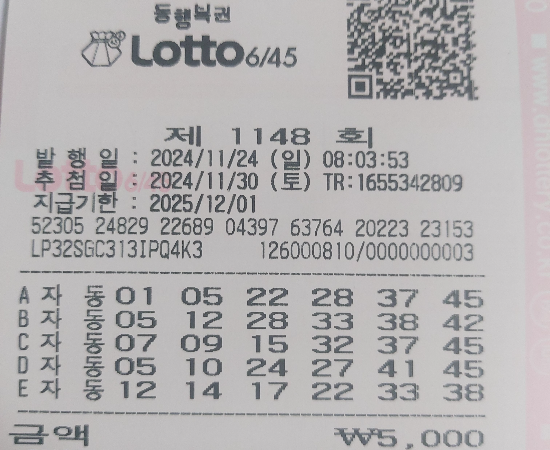 동행복권
Lotto 6/45
제 1148 회
발 행 일 : 2024/11/24 (일) 08:03:53
추 첨 일 : 2024/11/30 (토) TR:1655342809
지급기한 : 2025/12/01
52305 24829 22689 04397 63764 20223 23153
LP32SGC313IPQ4K3 126000810/0000000003
A 자 동 01 05 22 28 37 45
B 자 동 05 12 28 33 38 42
C 자 동 07 09 15 32 37 45
D 자 동 05 10 24 27 41 45
E 자 동 12 14 17 22 33 38
금액 ₩5,000